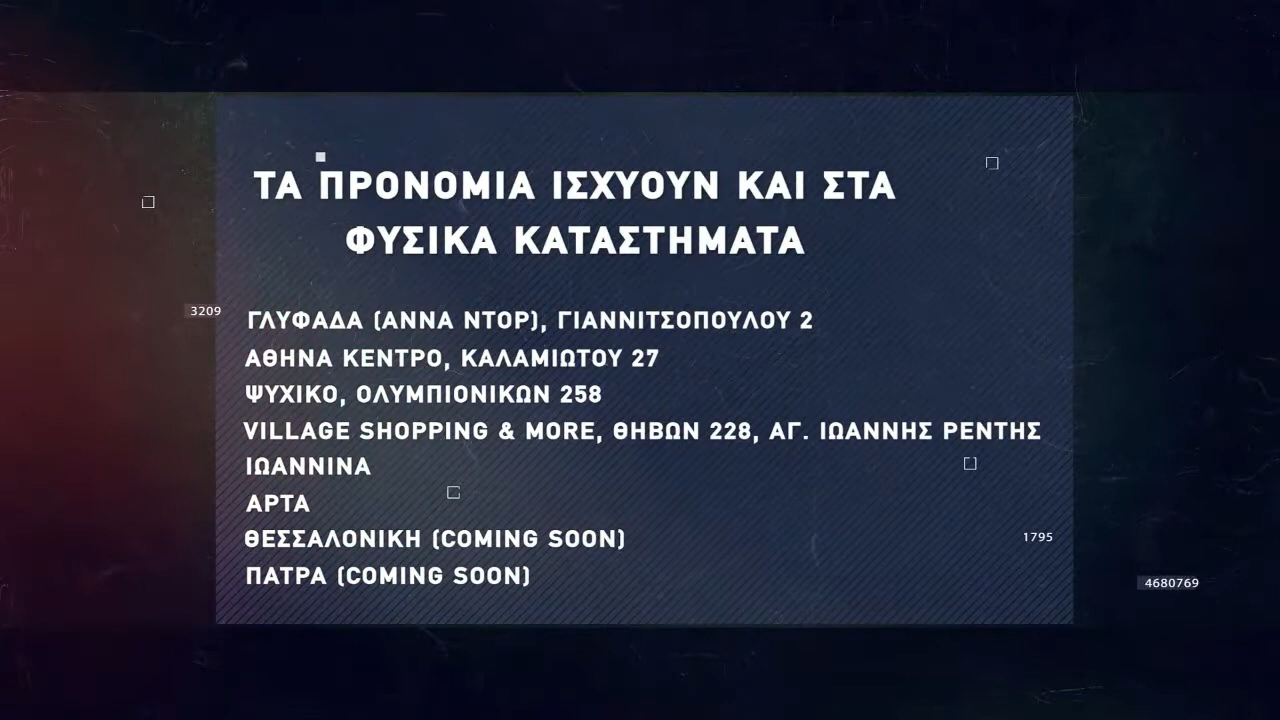 ΤΑ ΠΡΟΝΟΜΙΑ ΙΣΧΥΟΥΝ ΚΑΙ ΣΤΑ
ΦΥΣΙΚΑ ΚΑΤΑΣΤΗΜΑΤΑ
3209
ΓΛΥΦΑΔΑ (ΑΝΝΑ ΝΤΟΡ), ΓΙΑΝΝΙΤΣΟΠΟΥΛΟΥ 2
ΑΘΗΝΑ ΚΕΝΤΡΟ, ΚΑΛΑΜΙΩΤΟΥ 27
ΨΥΧΙΚΟ, ΟΛΥΜΠΙΟΝΙΚΩΝ 258
VILLAGE SHOPPING & MORE, ΘΗΒΩΝ 228, ΑΓ. ΙΩΑΝΝΗΣ ΡΕΝΤΗΣ
ΙΩΑΝΝΙΝΑ
ΑΡΤΑ
ΘΕΣΣΑΛΟΝΙΚΗ (COMING SOON)
1795
ΠΑΤΡΑ (COMING SOON)
4680769